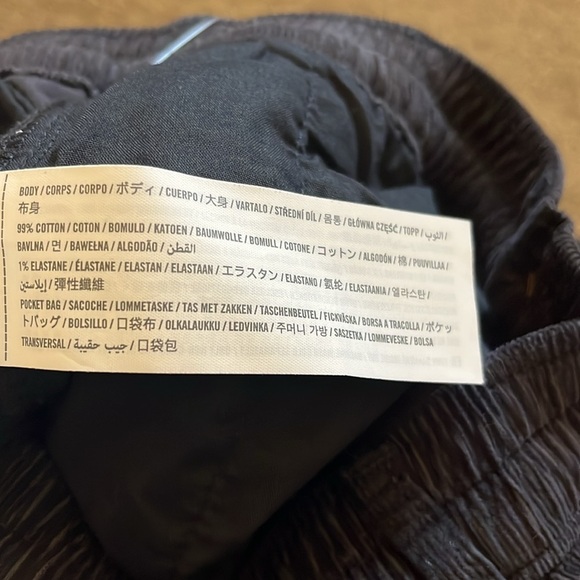 BODY / CORPS / CORPO / ボディ / CUERPO / 大身 / VARTALO / STŘEDNÍ DÍL / 몸통 / GŁÓWNA CZĘŚĆ / TOPP / الثوب /
布身
99% COTTON / COTON / BOMULD / KATOEN / BAUMWOLLE / BOMULL / COTONE / コットン / ALGODÓN / 棉 / PUUVILLAA /
BAVLNA / 면 / BAWEŁNA / ALGODÃO / القطن
1% ELASTANE / ÉLASTANE / ELASTAN / ELASTAAN / エラスタン / ELASTANO / 氨纶 / ELASTAANIA / 엘라스탄 /
إيلاستين / 彈性纖維
POCKET BAG / SACOCHE / LOMMETASKE / TAS MET ZAKKEN / TASCHENBEUTEL / FICKVÄSKA / BORSA A TRACOLLA / ポケッ
トバッグ / BOLSILLO / 口袋布 / OLKALAUKKU / LEDVINKA / 주머니 가방 / SASZETKA / LOMMEVESKE / BOLSA
TRANSVERSAL / جيب حقيبة / 口袋包